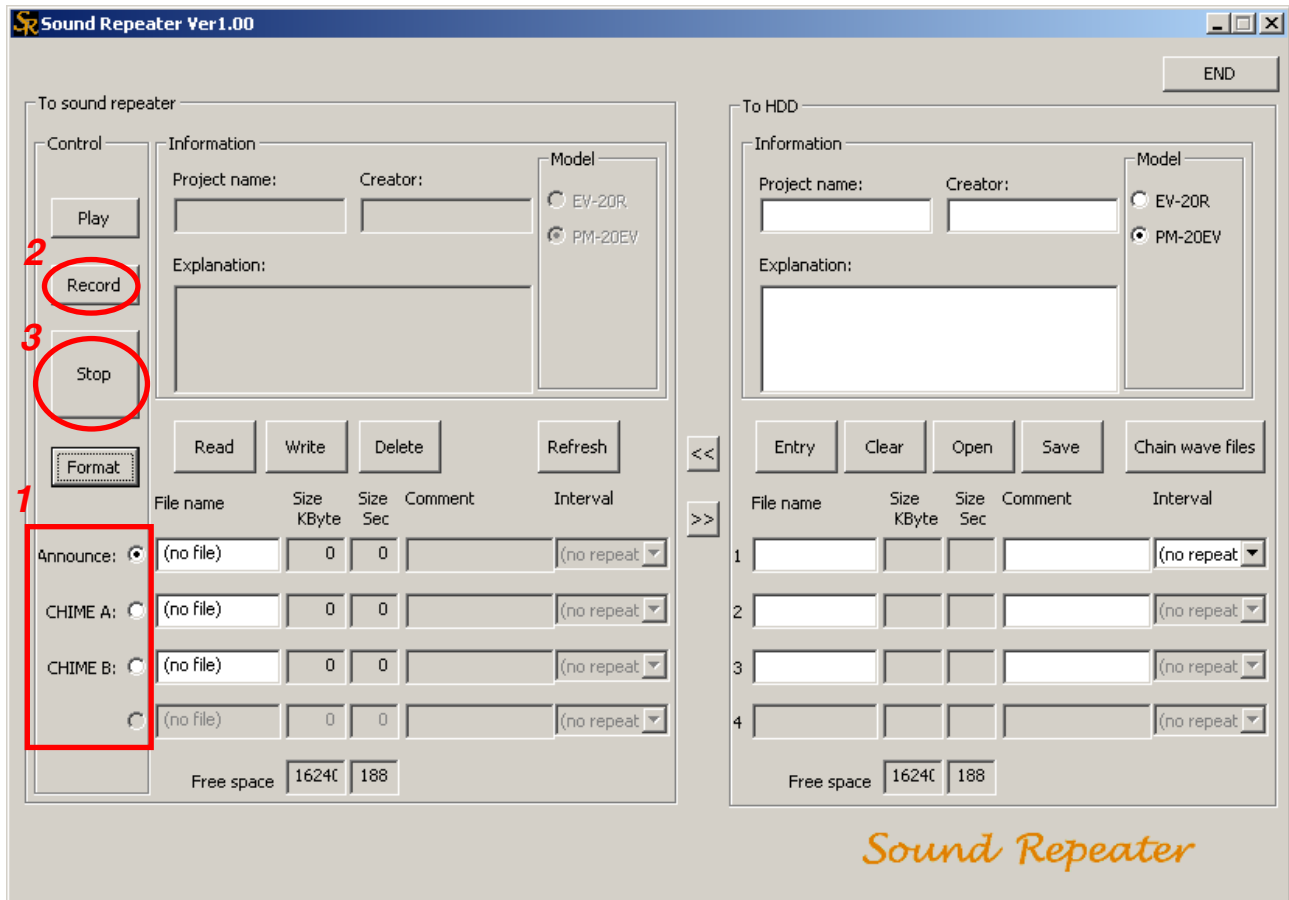 Sound Repeater Ver1.00
END
To sound repeater
Control
Play
2
Record
3
Stop
Format
1
Information
Project name: Creator:
Explanation:
Model
EV-20R
PM-20EV
Read Write Delete Refresh
File name Size KByte Size Sec Comment Interval
Announce: (no file) 0 0 (no repeat
CHIME A: (no file) 0 0 (no repeat
CHIME B: (no file) 0 0 (no repeat
(no file) 0 0 (no repeat
Free space 1624 188
<<
>>
To HDD
Information
Project name: Creator:
Explanation:
Model
EV-20R
PM-20EV
Entry Clear Open Save Chain wave files
File name Size KByte Size Sec Comment Interval
1 (no repeat
2 (no repeat
3 (no repeat
4 (no repeat
Free space 1624 188
Sound Repeater